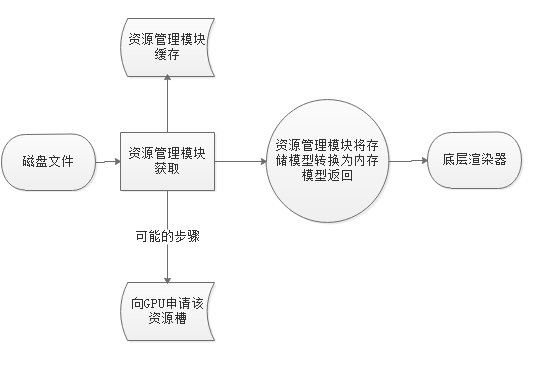 资源管理模块
缓存
磁盘文件
资源管理模块
获取
资源管理模块将存
储模型转换为内存
模型返回
底层渲染器
可能的步骤
向GPU申请该
资源槽